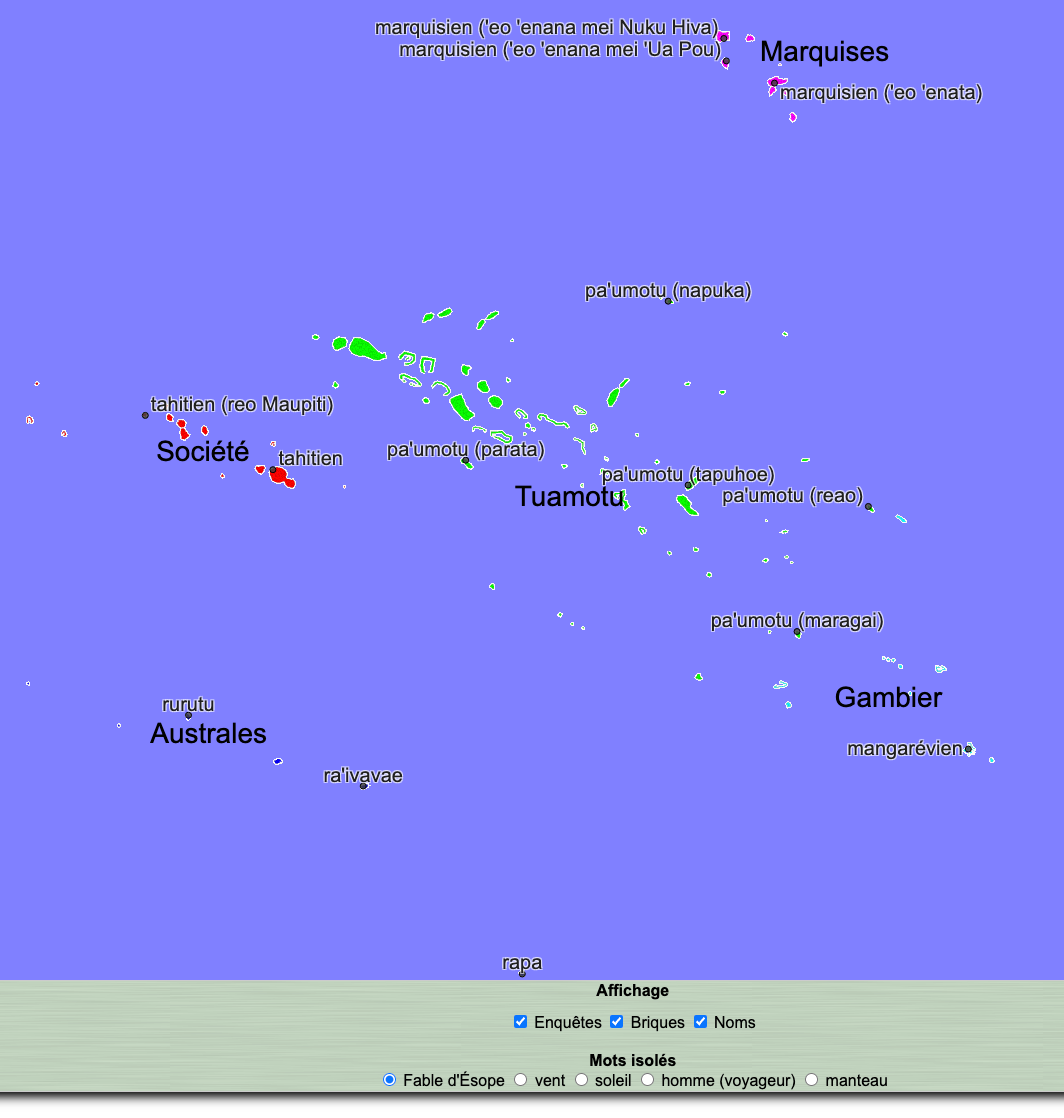 marquisien ('eo 'enana mei Nuku Hiva)
marquisien ('eo 'enana mei 'Ua Pou)
Marquises
marquisien ('eo 'enata)
pa'umotu (napuka)
tahitien (reo Maupiti)
Société
tahitien
pa'umotu (parata)
pa'umotu (tapuhoe)
Tuamotu
pa'umotu (reao)
pa'umotu (maragai)
Gambier
rurutu
Australes
mangarévien
ra'ivavae
rapa
Affichage
Enquêtes Briques Noms
Mots isolés
Fable d'Ésope vent soleil homme (voyageur) manteau